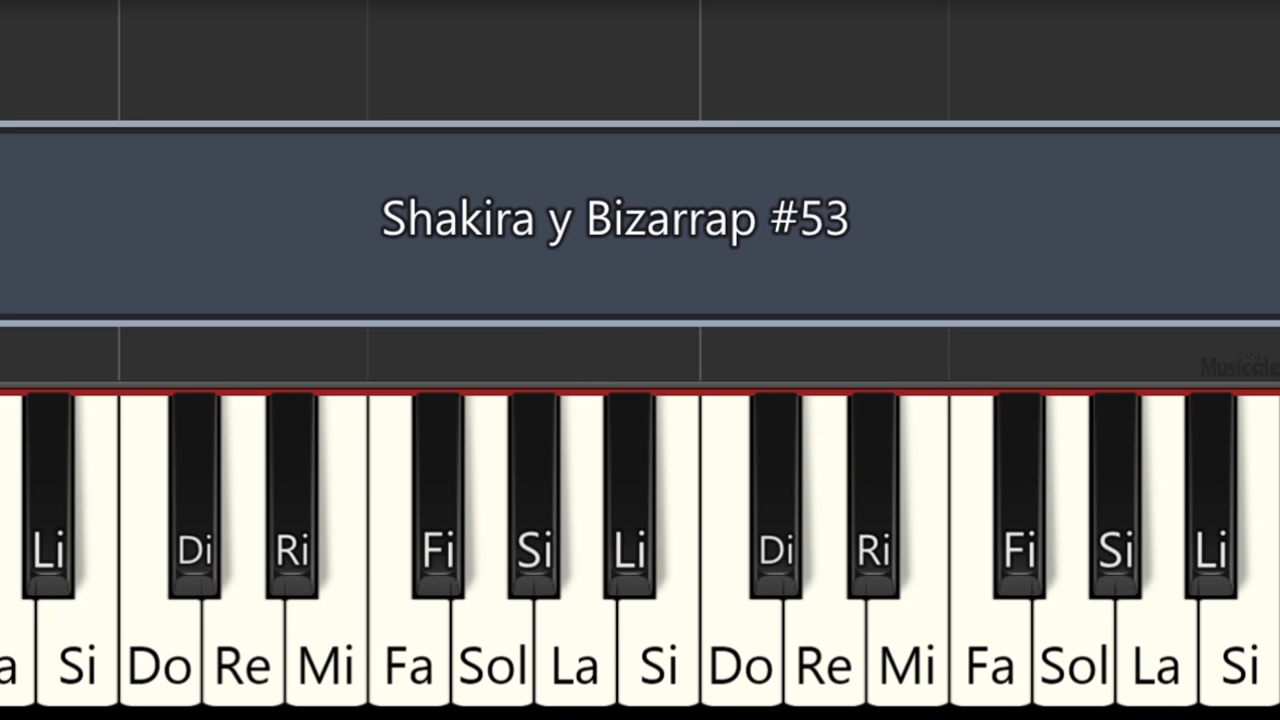 Shakira y Bizarrap #53
Musicale
Li Di Ri Fi Si Li Di Ri Fi Si Li
a Si Do Re Mi Fa Sol La Si Do Re Mi Fa Sol La Si